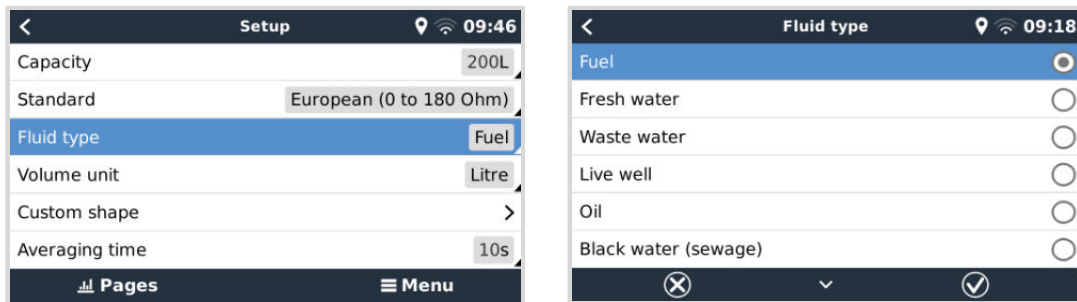 Setup 09:46
Capacity 200L
Standard European (0 to 180 Ohm)
Fluid type Fuel
Volume unit Litre
Custom shape
Averaging time 10s
Pages Menu
Fluid type 09:18
Fuel
Fresh water
Waste water
Live well
Oil
Black water (sewage)